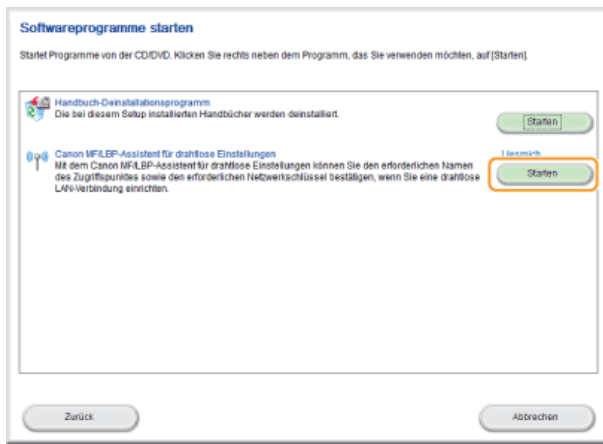 Softwareprogramme starten
Startet Programme von der CD/DVD. Klicken Sie rechts neben dem Programm, das Sie verwenden möchten, auf [Starten].
Handbuch-Deinstallationsprogramm
Die bei diesem Setup installierten Handbücher werden deinstalliert.
Starten
Canon MF/LBP-Assistent für drahtlose Einstellungen
Liesmich
Mit dem Canon MF/LBP-Assistent für drahtlose Einstellungen können Sie den erforderlichen Namen
des Zugriffspunktes sowie den erforderlichen Netzwerkschlüssel bestätigen, wenn Sie eine drahtlose
LAN-Verbindung einrichten.
Starten
Zurück
Abbrechen